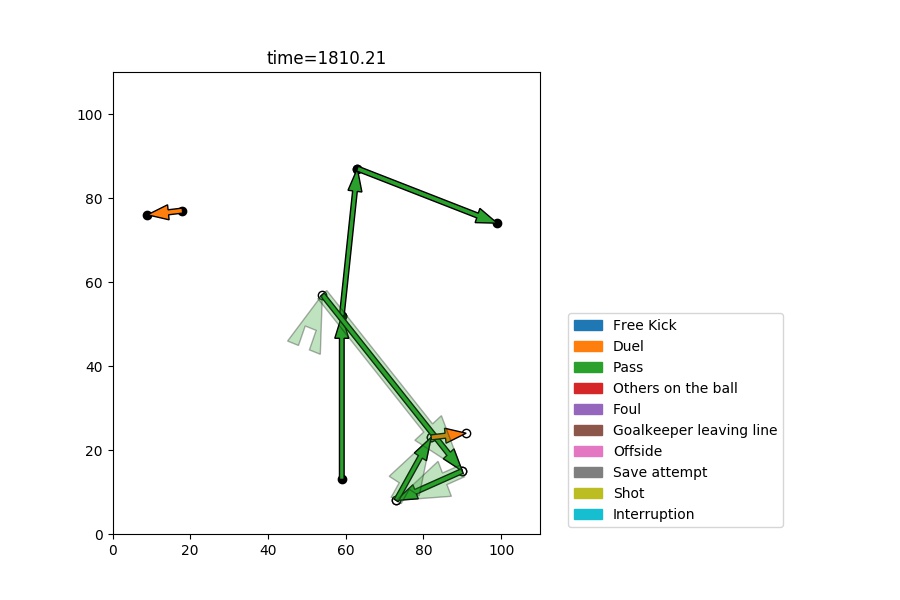 time=1810.21
100
80
60
40
20
0
0 20 40 60 80 100
Free Kick
Duel
Pass
Others on the ball
Foul
Goalkeeper leaving line
Offside
Save attempt
Shot
Interruption